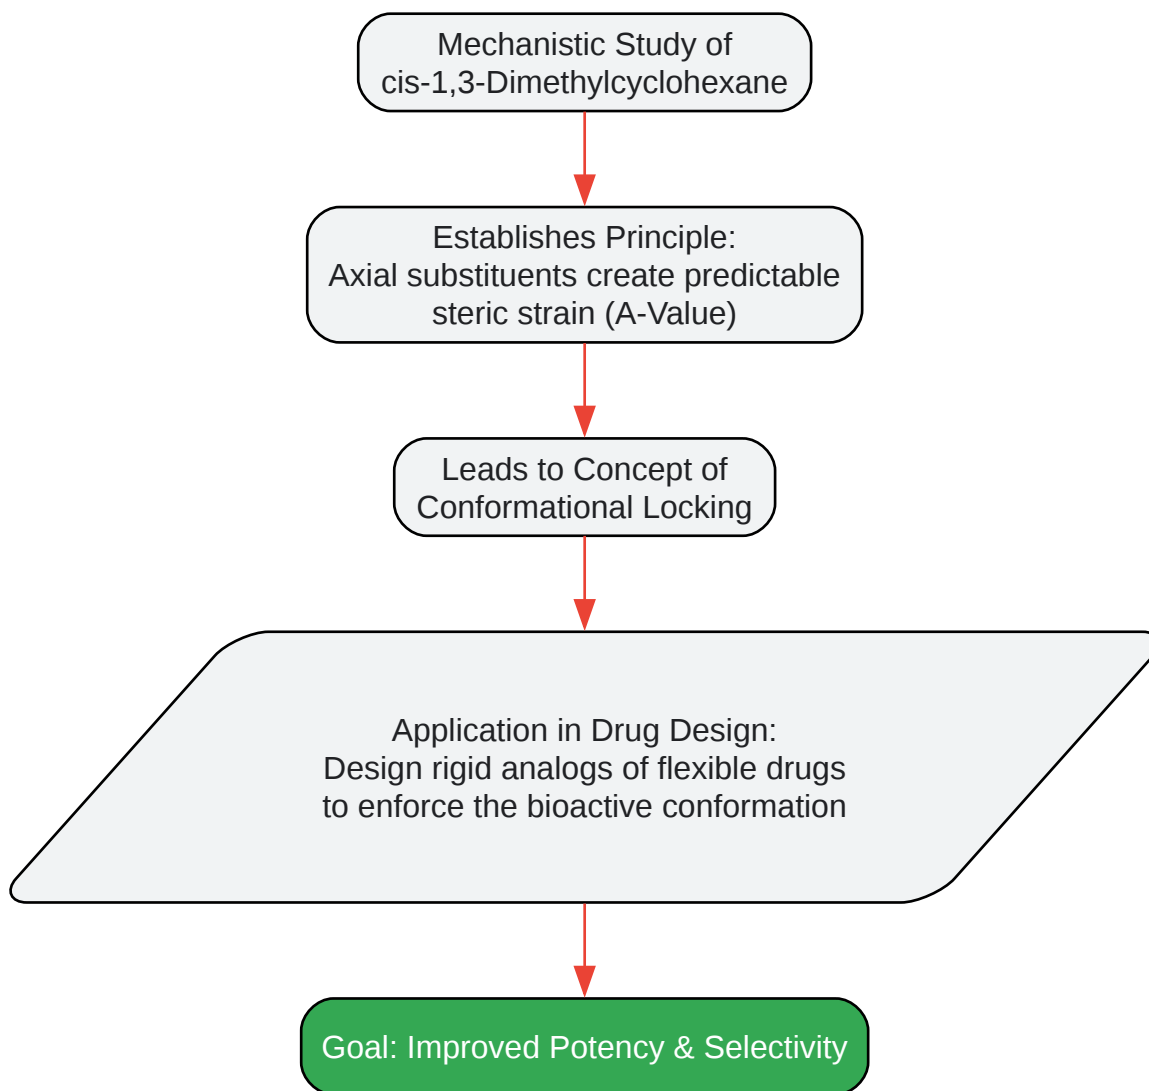 Mechanistic Study of
cis-1,3-Dimethylcyclohexane
Establishes Principle:
Axial substituents create predictable
steric strain (A-Value)
Leads to Concept of
Conformational Locking
Application in Drug Design:
Design rigid analogs of flexible drugs
to enforce the bioactive conformation
Goal: Improved Potency & Selectivity